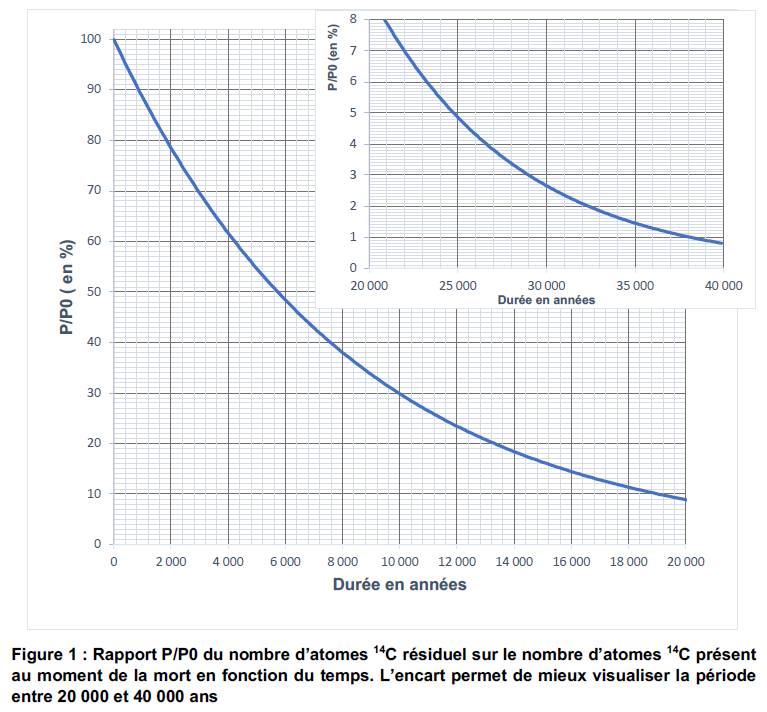 100
90
80
70
60
50
40
30
20
10
0
P/P0 ( en %)
0 2 000 4 000 6 000 8 000 10 000 12 000 14 000 16 000 18 000 20 000
Durée en années
8
7
6
5
4
3
2
1
0
P/P0 (en %)
20 000 25 000 30 000 35 000 40 000
Durée en années
Figure 1 : Rapport P/P0 du nombre d’atomes ¹⁴C résiduel sur le nombre d’atomes ¹⁴C présent
au moment de la mort en fonction du temps. L’encart permet de mieux visualiser la période
entre 20 000 et 40 000 ans